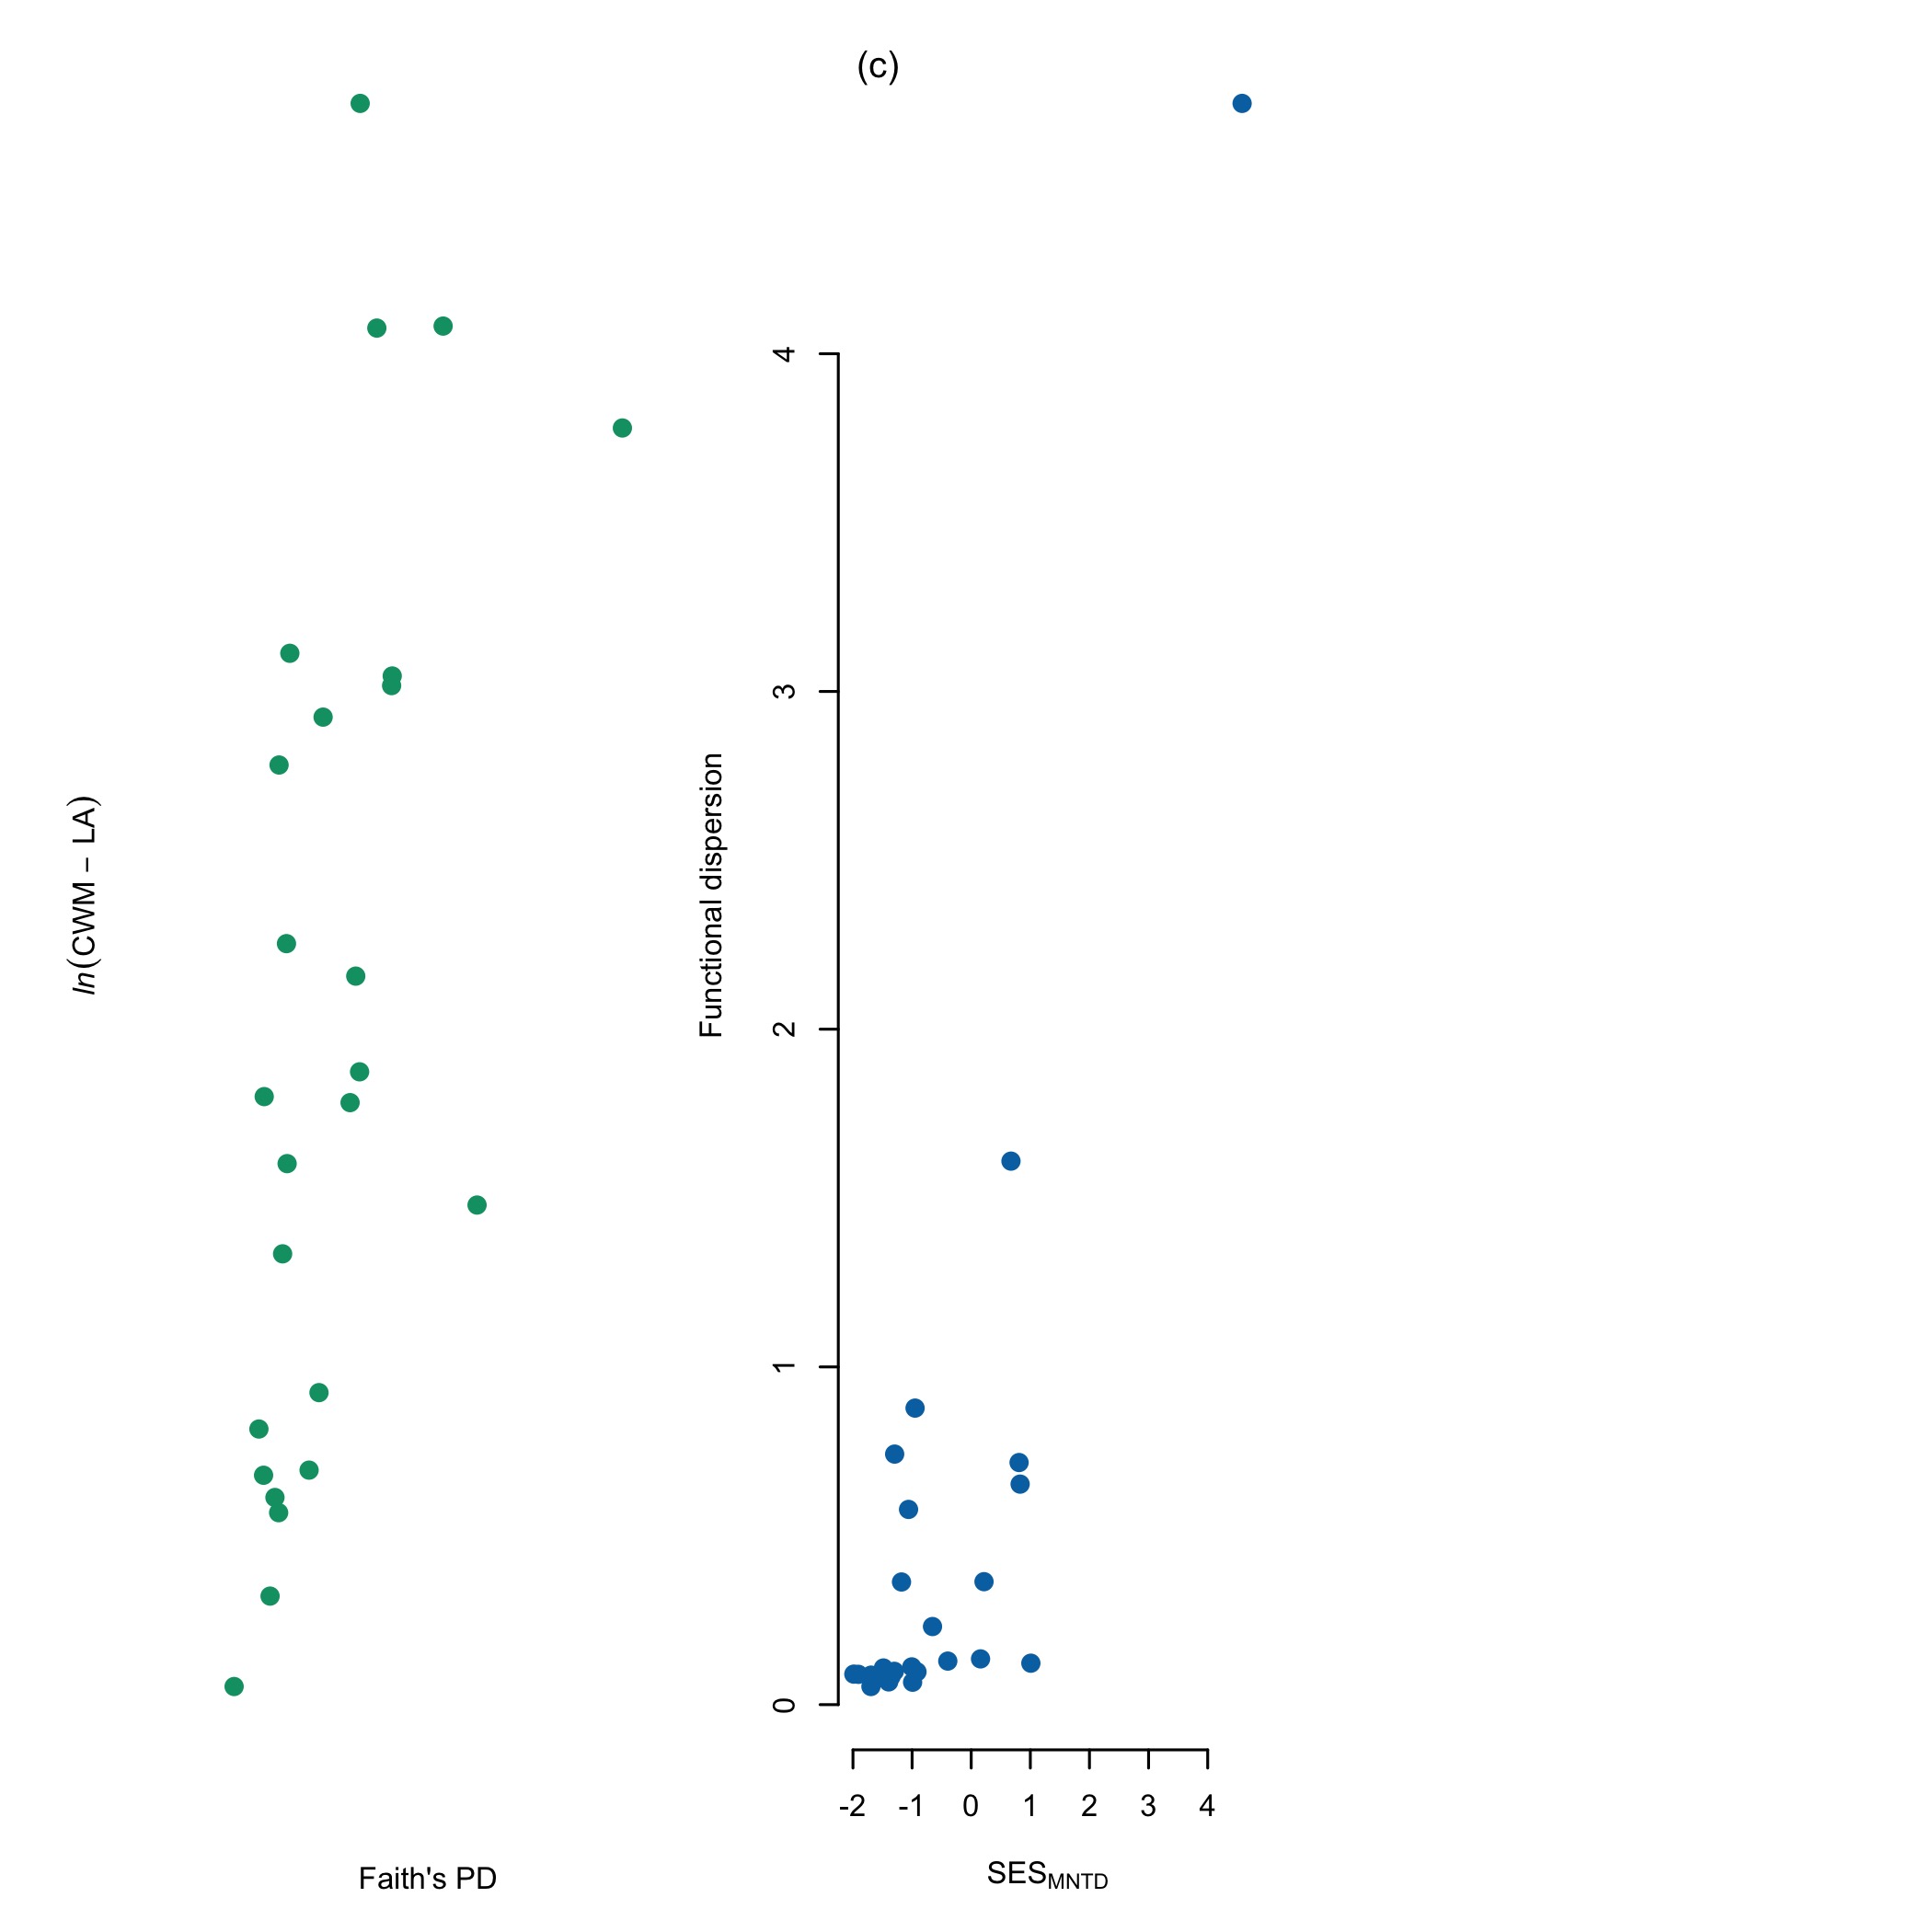 (c)
ln(CWM – LA)
Faith's PD
Functional dispersion
4
3
2
1
0
-2 -1 0 1 2 3 4
SESMNTD